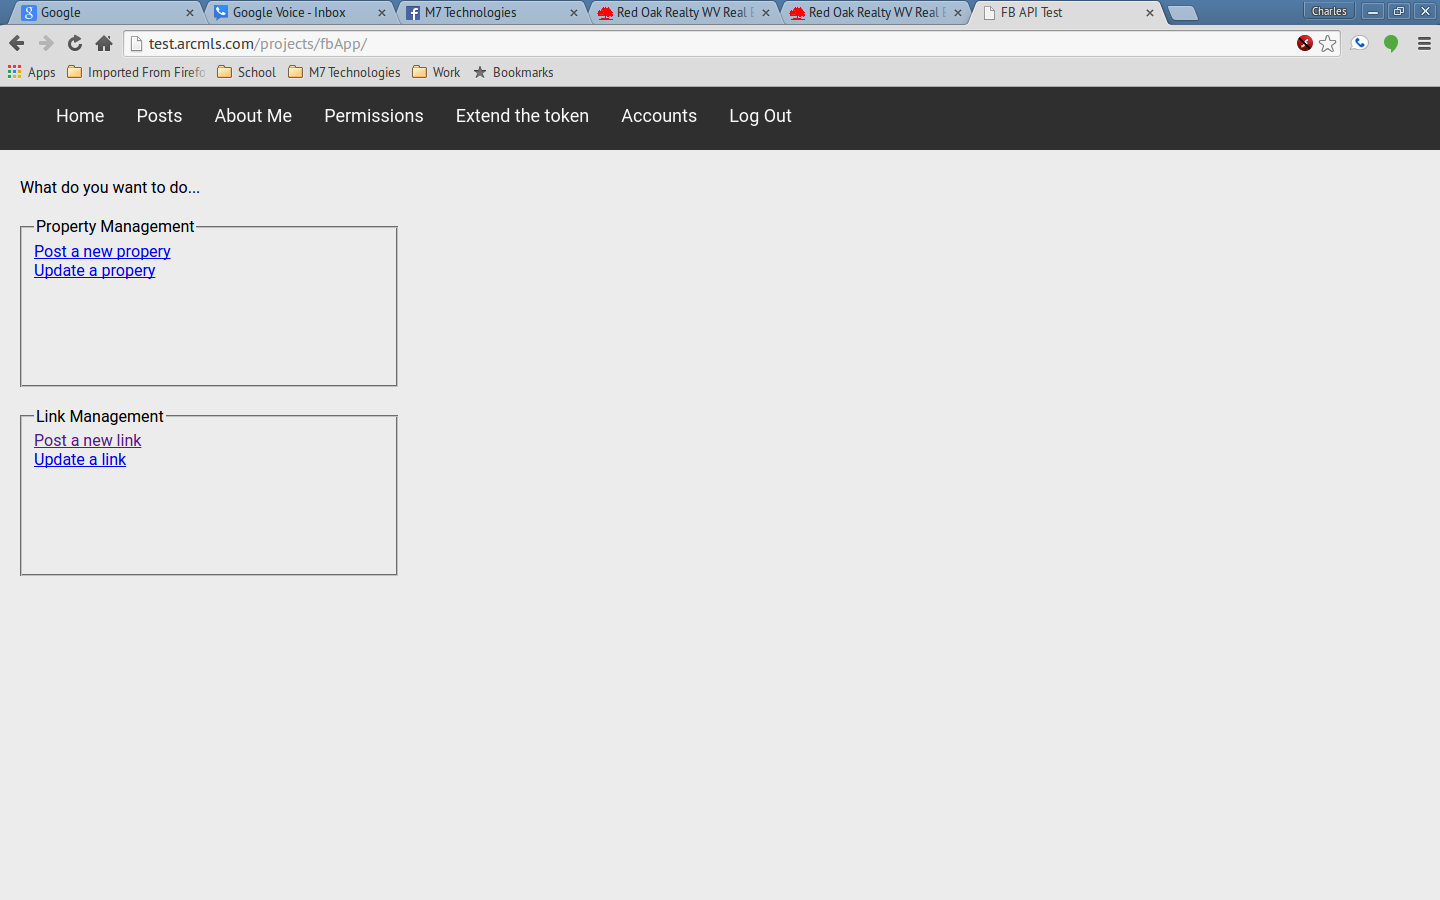 Google
Google Voice - Inbox
M7 Technologies
Red Oak Realty WV Real
Red Oak Realty WV Real
FB API Test
Charles
test.arcmls.com/projects/fbApp/
Apps
Imported From Firefo
School
M7 Technologies
Work
Bookmarks
Home
Posts
About Me
Permissions
Extend the token
Accounts
Log Out
What do you want to do...
Property Management
Post a new propery
Update a propery
Link Management
Post a new link
Update a link